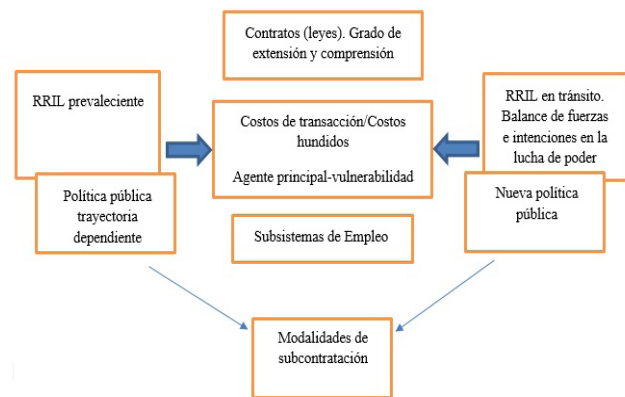 Contratos (leyes). Grado de
extensión y comprensión
RRIL prevaleciente
Costos de transacción/Costos
hundidos
Agente principal-vulnerabilidad
RRIL en tránsito.
Balance de fuerzas
e intenciones en la
lucha de poder
Política pública
trayectoria
dependiente
Nueva política
pública
Subsistemas de Empleo
Modalidades de
subcontratación